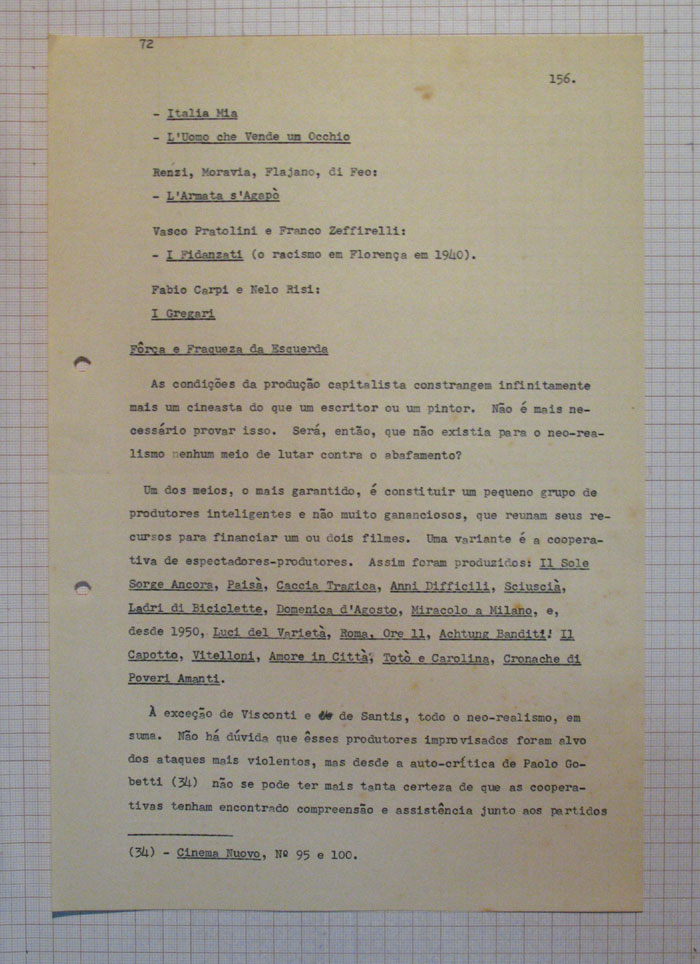 72
156.
- Italia Mia
- L'Uomo che Vende un Occhio
Renzi, Moravia, Flajano, di Feo:
- L'Armata s'Agapò
Vasco Pratolini e Franco Zeffirelli:
- I Fidanzati (o racismo em Florença em 1940).
Fabio Carpi e Nelo Risi:
I Gregari
Fôrça e Fraqueza da Esquerda
As condições da produção capitalista constrangem infinitamente
mais um cineasta do que um escritor ou um pintor. Não é mais ne-
cessário provar isso. Será, então, que não existia para o neo-rea-
lismo nenhum meio de lutar contra o abafamento?
Um dos meios, o mais garantido, é constituir um pequeno grupo de
produtores inteligentes e não muito gananciosos, que reunam seus re-
cursos para financiar um ou dois filmes. Uma variante é a coopera-
tiva de espectadores-produtores. Assim foram produzidos: Il Sole
Sorge Ancora, Paisà, Caccia Tragica, Anni Difficili, Sciuscià,
Ladri di Biciclette, Domenica d'Agosto, Miracolo a Milano, e,
desde 1950, Luci del Varietà, Roma, Ore 11, Achtung Banditi! Il
Capotto, Vitelloni, Amore in Città, Totò e Carolina, Cronache di
Poveri Amanti.
À exceção de Visconti e de Santis, todo o neo-realismo, em
suma. Não há dúvida que êsses produtores improvisados foram alvo
dos ataques mais violentos, mas desde a auto-crítica de Paolo Go-
betti (34) não se pode ter mais tanta certeza de que as coopera-
tivas tenham encontrado compreensão e assistência junto aos partidos
(34) - Cinema Nuovo, Nº 95 e 100.